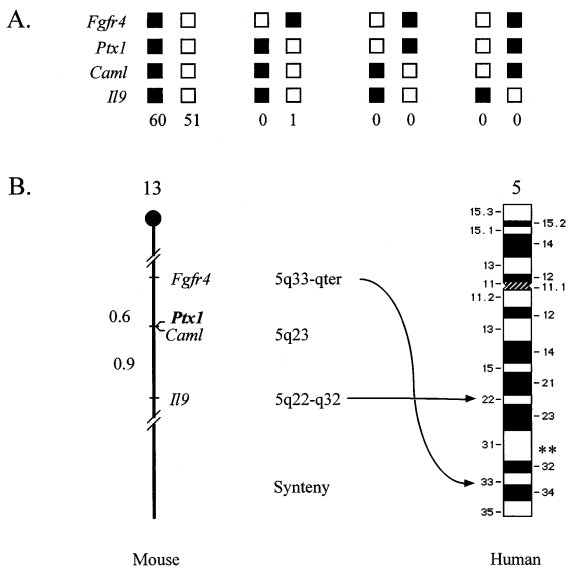 A.
Fgfr4
Ptx1
Caml
Il9
60 51 0 1 0 0 0 0
B.
13
5
15.3
15.2
15.1
14
13
12
11
11.1
11.2
12
13
14
15
21
22
23
31
**
32
33
34
35
Fgfr4
5q33-qter
0.6
Ptx1
Caml
5q23
0.9
Il9
5q22-q32
Synteny
Mouse
Human